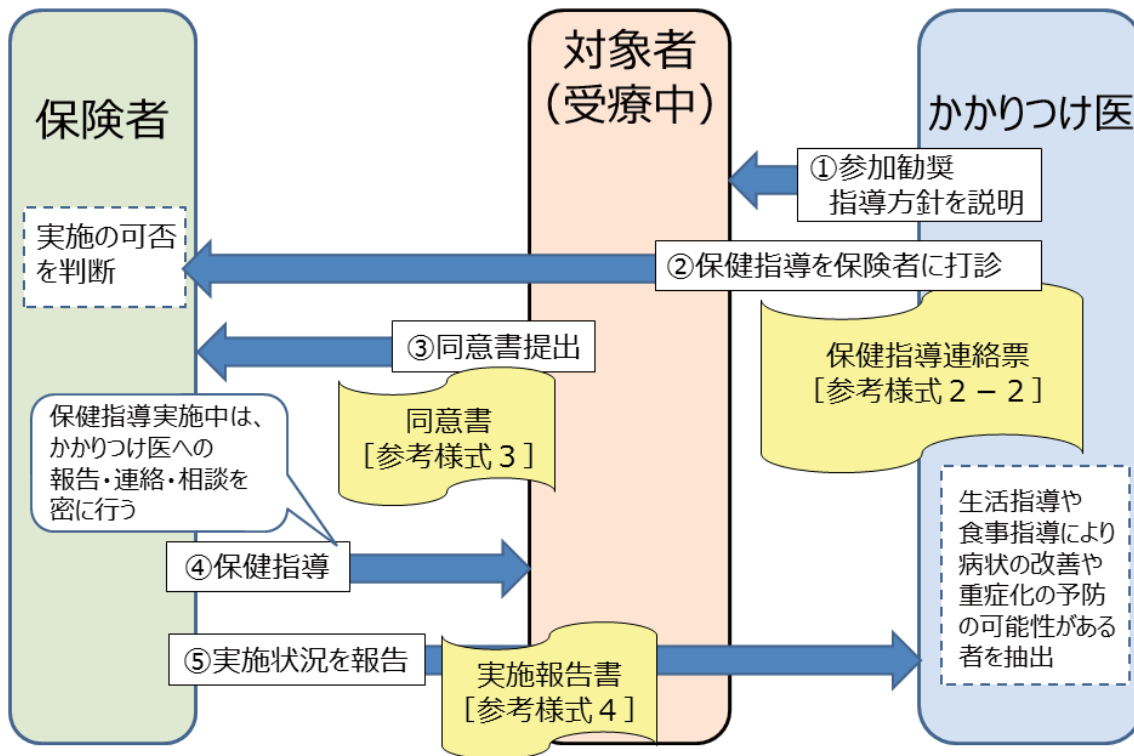 保険者
対象者
（受療中）
かかりつけ医
①参加勧奨
指導方針を説明
実施の可否
を判断
②保健指導を保険者に打診
保健指導連絡票
［参考様式２－２］
③同意書提出
同意書
［参考様式３］
保健指導実施中は、
かかりつけ医への
報告・連絡・相談を
密に行う
④保健指導
生活指導や
食事指導により
病状の改善や
重症化の予防
の可能性がある
者を抽出
⑤実施状況を報告
実施報告書
［参考様式４］